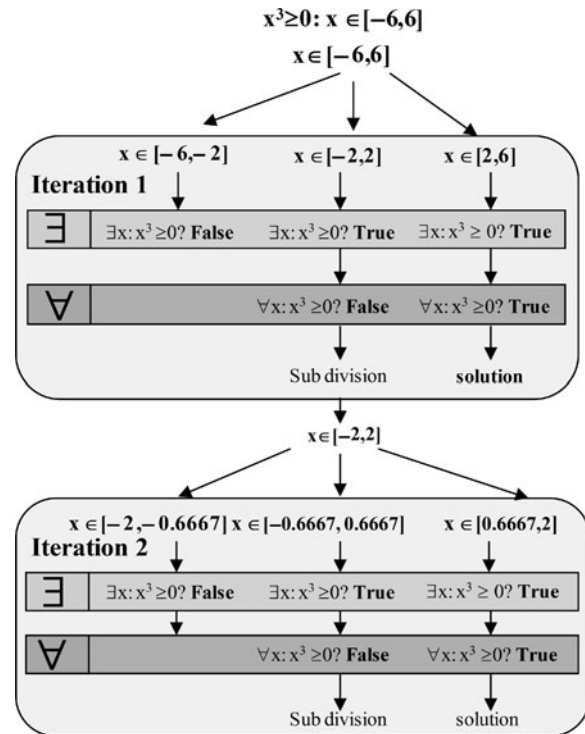 x³≥0: x ∈[−6,6]
x∈[−6,6]
x ∈[−6,−2] x ∈[−2,2] x ∈[2,6]
Iteration 1
∃ ∃x: x³ ≥0? False ∃x: x³ ≥0? True ∃x: x³ ≥ 0? True
∀ ∀x: x³ ≥0? False ∀x: x³ ≥0? True
Sub division solution
x∈[−2,2]
x ∈[−2,−0.6667] x ∈[−0.6667,0.6667] x ∈[0.6667,2]
Iteration 2
∃ ∃x: x³ ≥0? False ∃x: x³ ≥0? True ∃x: x³ ≥ 0? True
∀ ∀x: x³ ≥0? False ∀x: x³ ≥0? True
Sub division solution